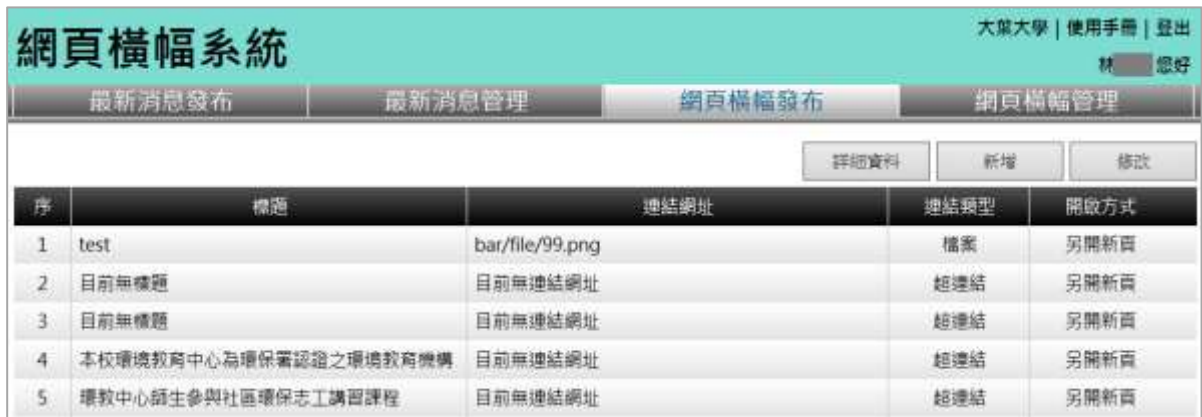 網頁橫幅系統
大葉大學 | 使用手冊 | 登出
林 您好
最新消息發布 最新消息管理 網頁橫幅發布 網頁橫幅管理
詳細資料 新增 修改
序 標題 連結網址 連結類型 開啟方式
1 test bar/file/99.png 檔案 另開新頁
2 目前無標題 目前無連結網址 超連結 另開新頁
3 目前無標題 目前無連結網址 超連結 另開新頁
4 本校環境教育中心為環保署認證之環境教育機構 目前無連結網址 超連結 另開新頁
5 環教中心師生參與社區環保志工講習課程 目前無連結網址 超連結 另開新頁